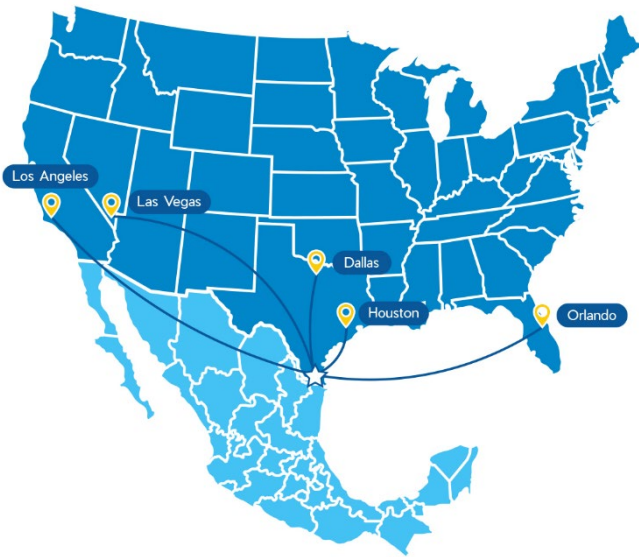 Los Angeles
Las Vegas
Dallas
Houston
Orlando